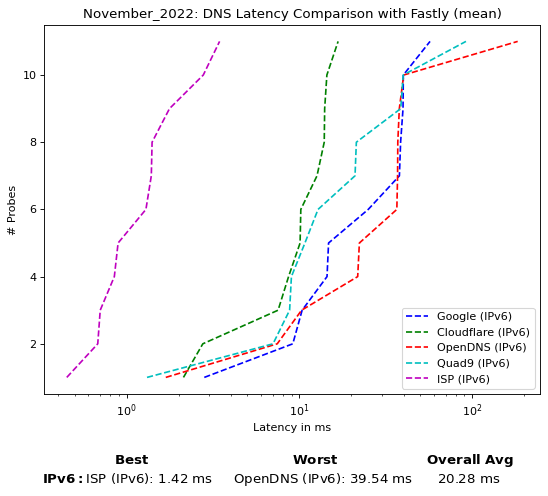 November_2022: DNS Latency Comparison with Fastly (mean)
# Probes
10
8
6
4
2
10⁰
10¹
10²
Latency in ms
Google (IPv6)
Cloudflare (IPv6)
OpenDNS (IPv6)
Quad9 (IPv6)
ISP (IPv6)
Best Worst Overall Avg
IPv6: ISP (IPv6): 1.42 ms OpenDNS (IPv6): 39.54 ms 20.28 ms